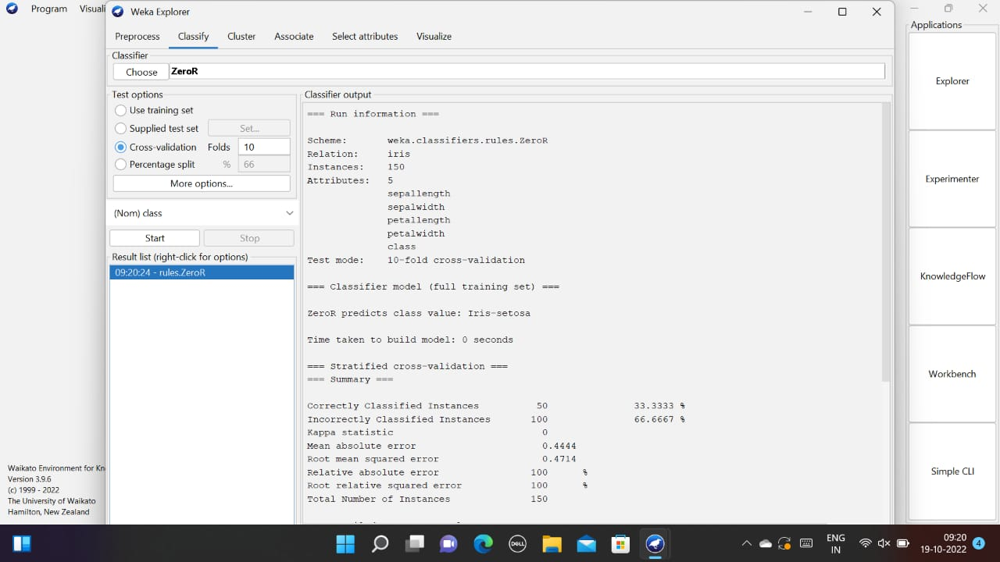 Program
Visuali
Weka Explorer
Preprocess Classify Cluster Associate Select attributes Visualize
Classifier
Choose ZeroR
Test options
Use training set
Supplied test set Set...
Cross-validation Folds 10
Percentage split % 66
More options...
(Nom) class
Start Stop
Result list (right-click for options)
09:20:24 - rules.ZeroR
Classifier output
=== Run information ===
Scheme: weka.classifiers.rules.ZeroR
Relation: iris
Instances: 150
Attributes: 5
sepallength
sepalwidth
petallength
petalwidth
class
Test mode: 10-fold cross-validation
=== Classifier model (full training set) ===
ZeroR predicts class value: Iris-setosa
Time taken to build model: 0 seconds
=== Stratified cross-validation ===
=== Summary ===
Correctly Classified Instances 50 33.3333 %
Incorrectly Classified Instances 100 66.6667 %
Kappa statistic 0
Mean absolute error 0.4444
Root mean squared error 0.4714
Relative absolute error 100 %
Root relative squared error 100 %
Total Number of Instances 150
Applications
Explorer
Experimenter
KnowledgeFlow
Workbench
Simple CLI
Waikato Environment for Kn
Version 3.9.6
(c) 1999 - 2022
The University of Waikato
Hamilton, New Zealand
DELL
ENG
IN
09:20
19-10-2022
4